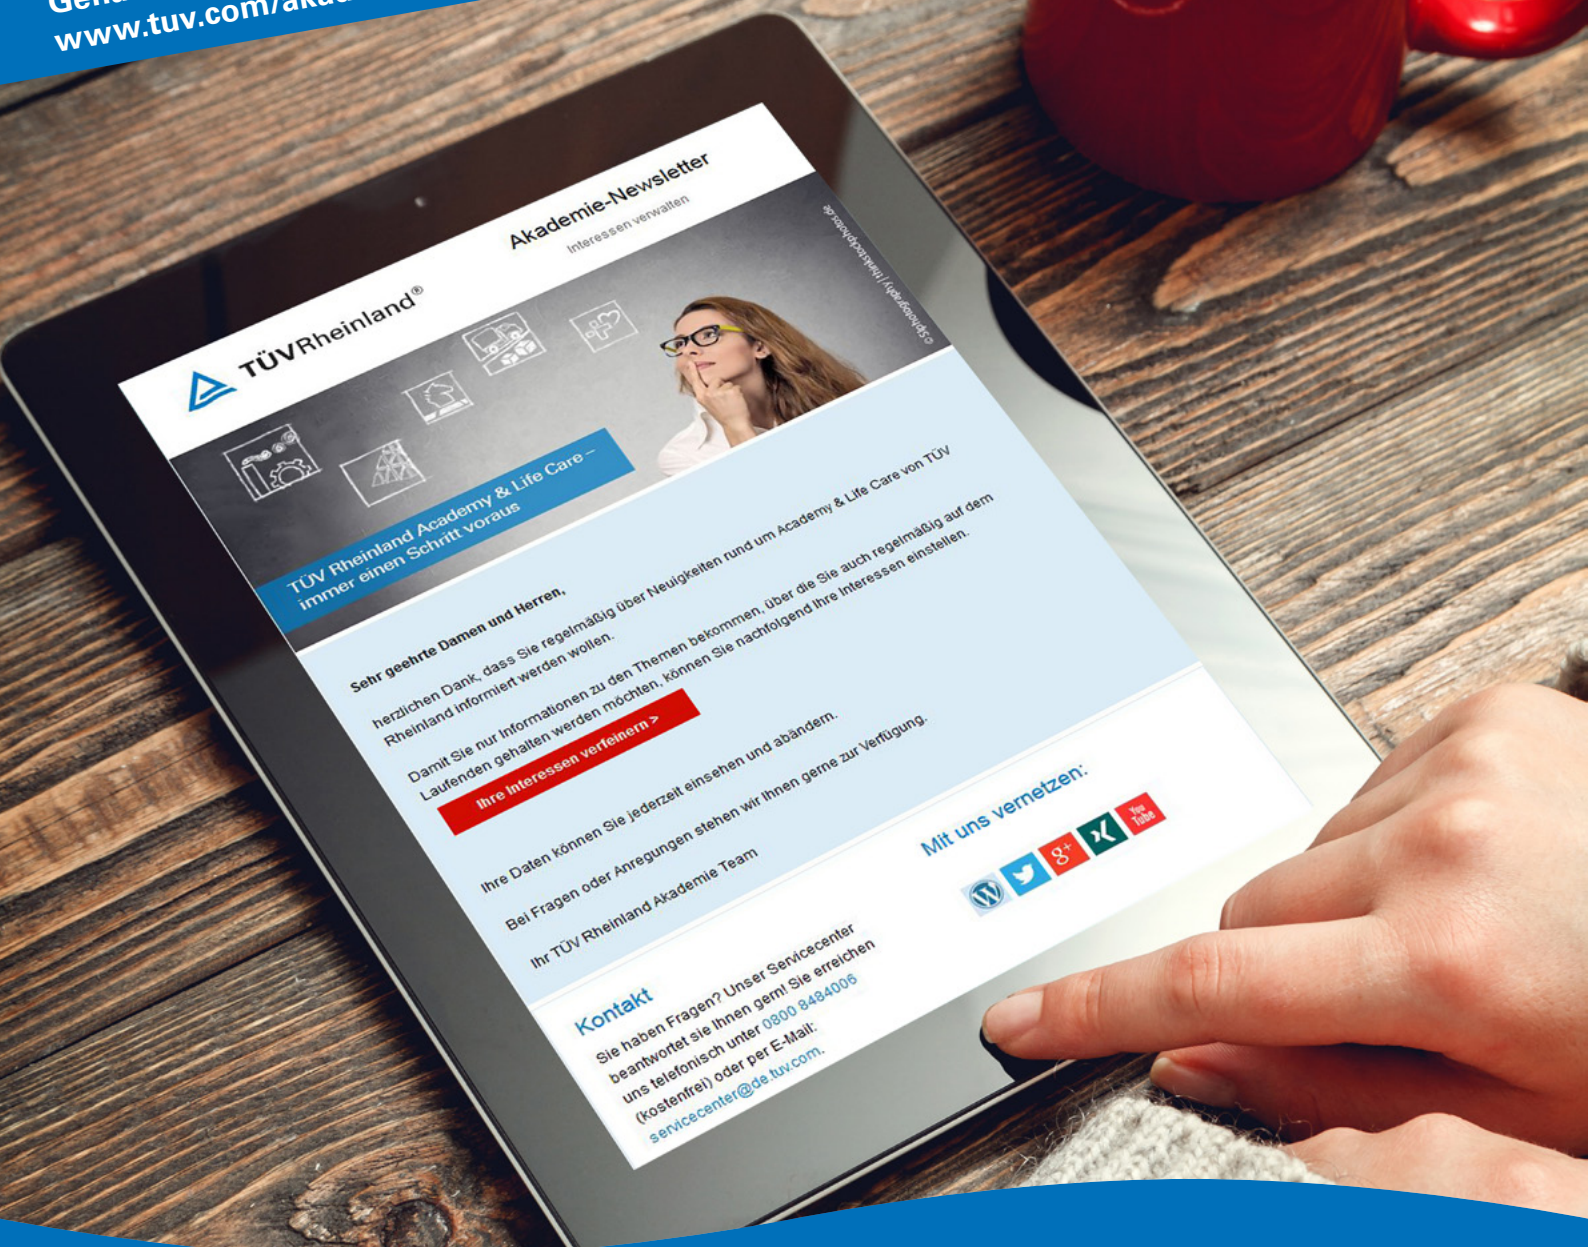 www.tuv.com/akad
TÜVRheinland®
Akademie-Newsletter
Interessen verwalten
© SIphotography | thinkstockphotos.de
TÜV Rheinland Academy & Life Care –
immer einen Schritt voraus
Sehr geehrte Damen und Herren,
herzlichen Dank, dass Sie regelmäßig über Neuigkeiten rund um Academy & Life Care von TÜV
Rheinland informiert werden wollen.
Damit Sie nur Informationen zu den Themen bekommen, über die Sie auch regelmäßig auf dem
Laufenden gehalten werden möchten, können Sie nachfolgend Ihre Interessen einstellen.
Ihre Interessen verfeinern >
Ihre Daten können Sie jederzeit einsehen und abändern.
Bei Fragen oder Anregungen stehen wir Ihnen gerne zur Verfügung.
Ihr TÜV Rheinland Akademie Team
Mit uns vernetzen:
g+
You
Tube
Kontakt
Sie haben Fragen? Unser Servicecenter
beantwortet sie Ihnen gern! Sie erreichen
uns telefonisch unter 0800 8484006
(kostenfrei) oder per E-Mail:
servicecenter@de.tuv.com.